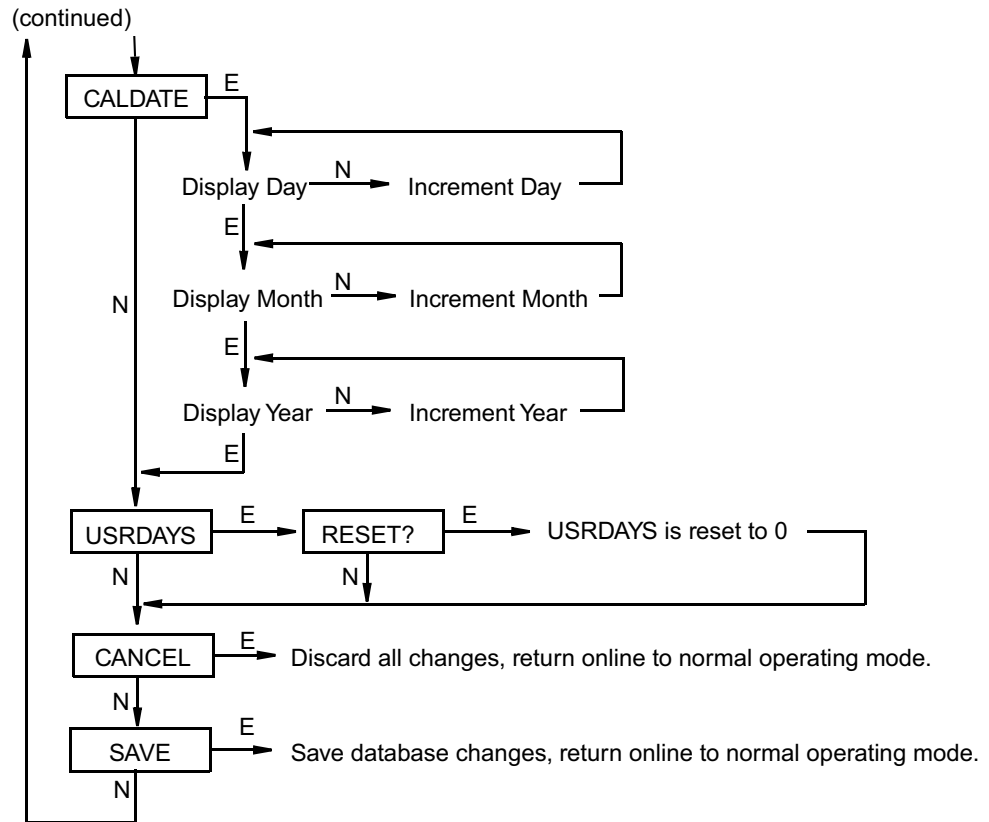 (continued)
CALDATE
E
Display Day
N
Increment Day
E
Display Month
N
Increment Month
N
E
Display Year
N
Increment Year
E
USRDAYS
E
RESET?
E
USRDAYS is reset to 0
N
N
CANCEL
E
Discard all changes, return online to normal operating mode.
N
SAVE
E
Save database changes, return online to normal operating mode.
N